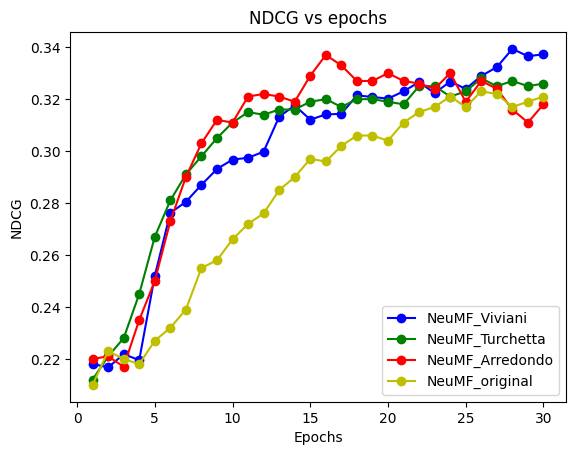 NDCG vs epochs
NDCG
0.34
0.32
0.30
0.28
0.26
0.24
0.22
0
5
10
15
20
25
30
Epochs
NeuMF_Viviani
NeuMF_Turchetta
NeuMF_Arredondo
NeuMF_original